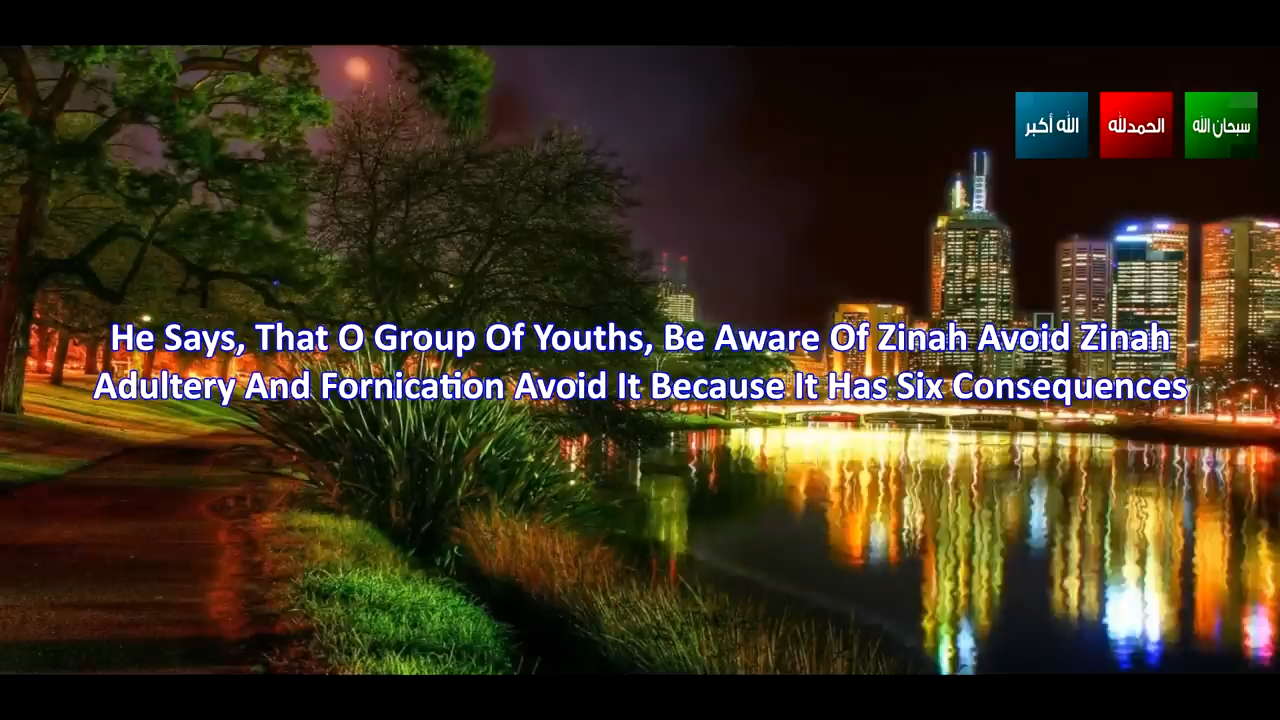 الله أكبر
الحمدلله
سبحان الله
He Says, That O Group Of Youths, Be Aware Of Zinah Avoid Zinah
Adultery And Fornication Avoid It Because It Has Six Consequences